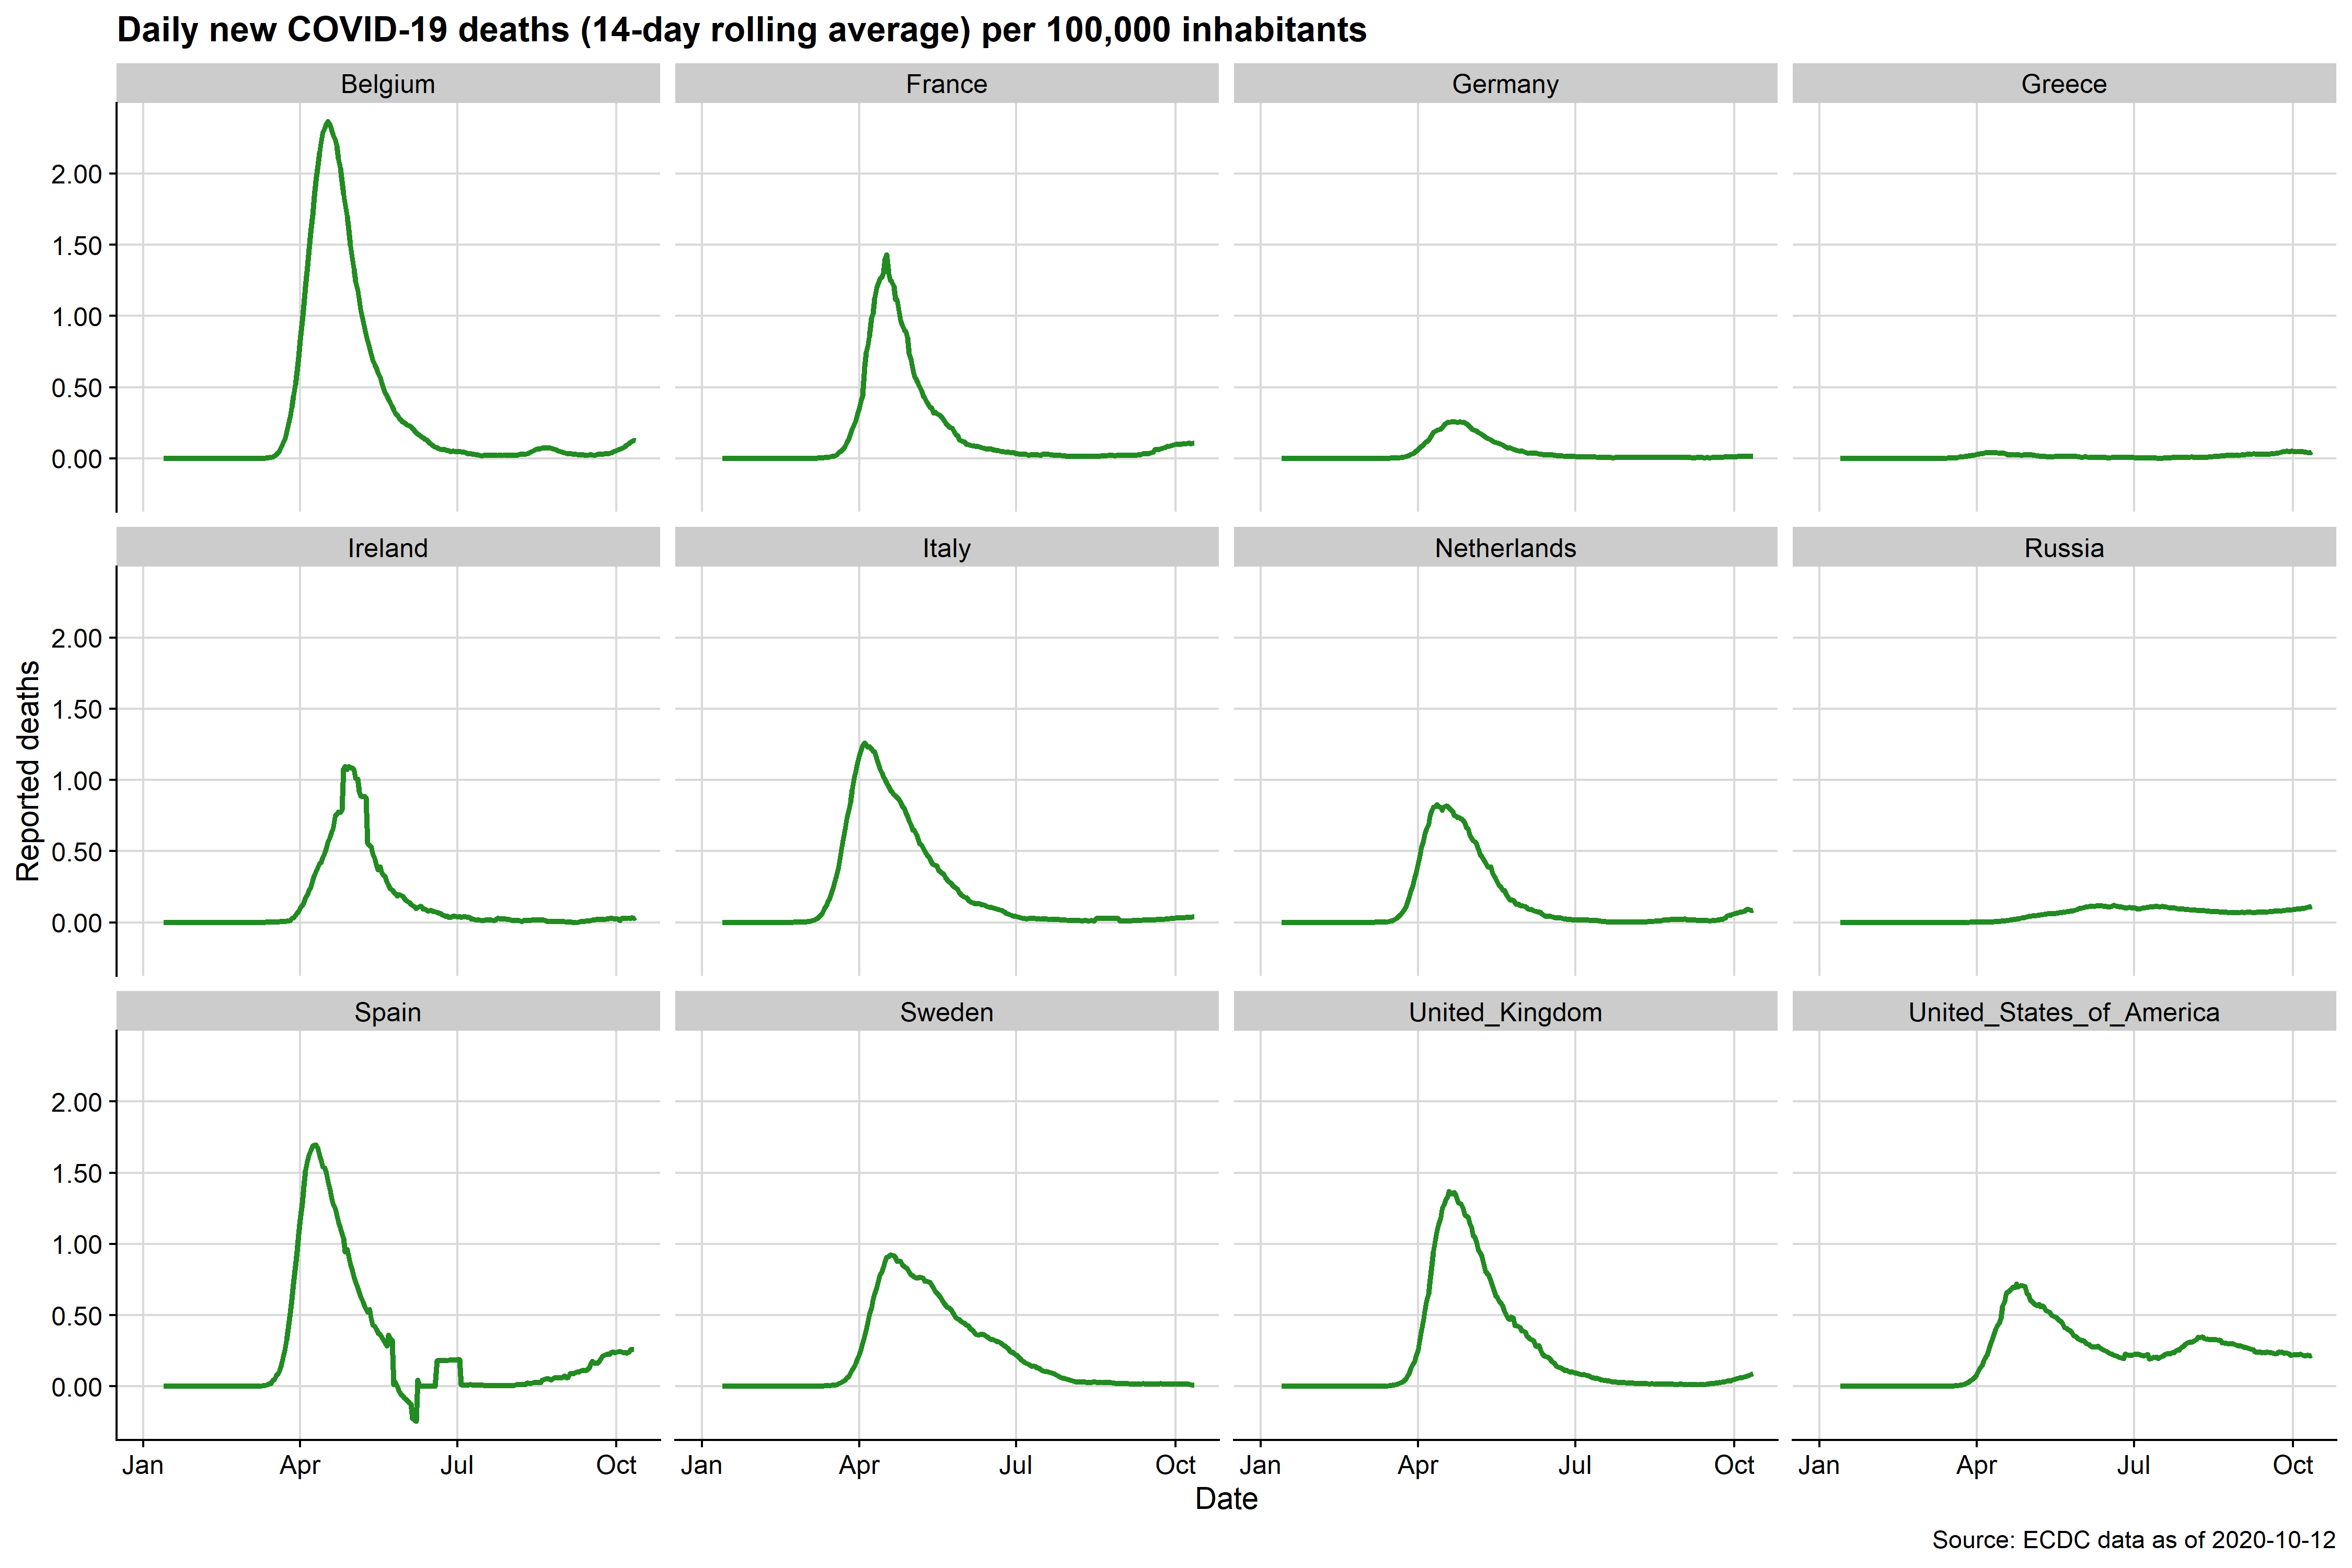 Daily new COVID-19 deaths (14-day rolling average) per 100,000 inhabitants
Belgium France Germany Greece
2.00
1.50
1.00
0.50
0.00
Ireland Italy Netherlands Russia
2.00
1.50
1.00
0.50
0.00
Reported deaths
Spain Sweden United_Kingdom United_States_of_America
2.00
1.50
1.00
0.50
0.00
Jan Apr Jul Oct Jan Apr Jul Oct Jan Apr Jul Oct Jan Apr Jul Oct
Date
Source: ECDC data as of 2020-10-12